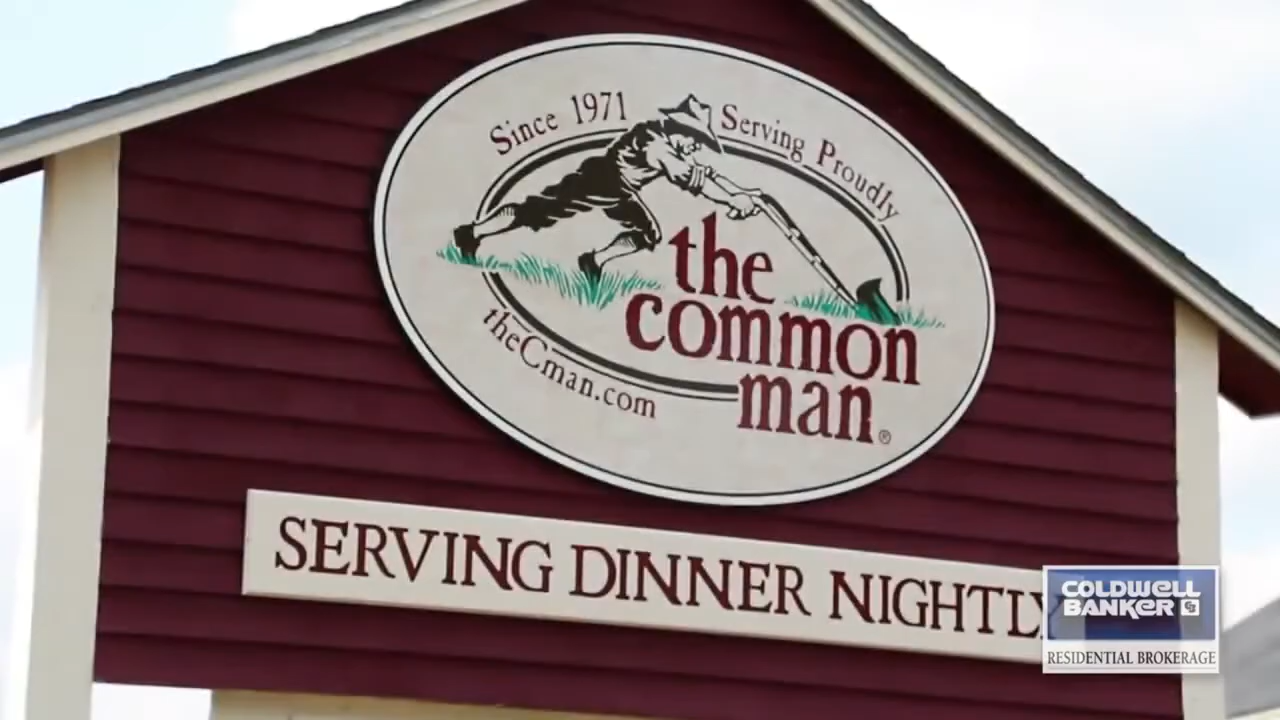 Since 1971 Serving Proudly
the
common
man®
theCman.com
SERVING DINNER NIGHTLY
COLDWELL
BANKER
RESIDENTIAL BROKERAGE